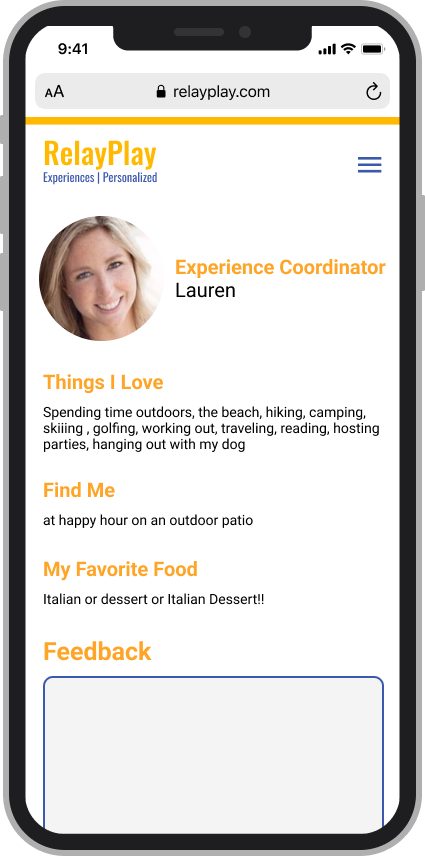 9:41
AA relayplay.com
RelayPlay
Experiences | Personalized
Experience Coordinator
Lauren
Things I Love
Spending time outdoors, the beach, hiking, camping,
skiiing , golfing, working out, traveling, reading, hosting
parties, hanging out with my dog
Find Me
at happy hour on an outdoor patio
My Favorite Food
Italian or dessert or Italian Dessert!!
Feedback